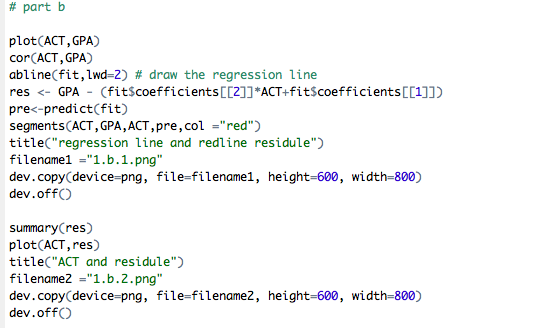 # part b
plot(ACT,GPA)
cor(ACT,GPA)
abline(fit,lwd=2) # draw the regression line
res <- GPA - (fit$coefficients[[2]]*ACT+fit$coefficients[[1]])
pre<-predict(fit)
segments(ACT,GPA,ACT,pre,col ="red")
title("regression line and redline residule")
filename1 ="1.b.1.png"
dev.copy(device=png, file=filename1, height=600, width=800)
dev.off()
summary(res)
plot(ACT,res)
title("ACT and residule")
filename2 ="1.b.2.png"
dev.copy(device=png, file=filename2, height=600, width=800)
dev.off()